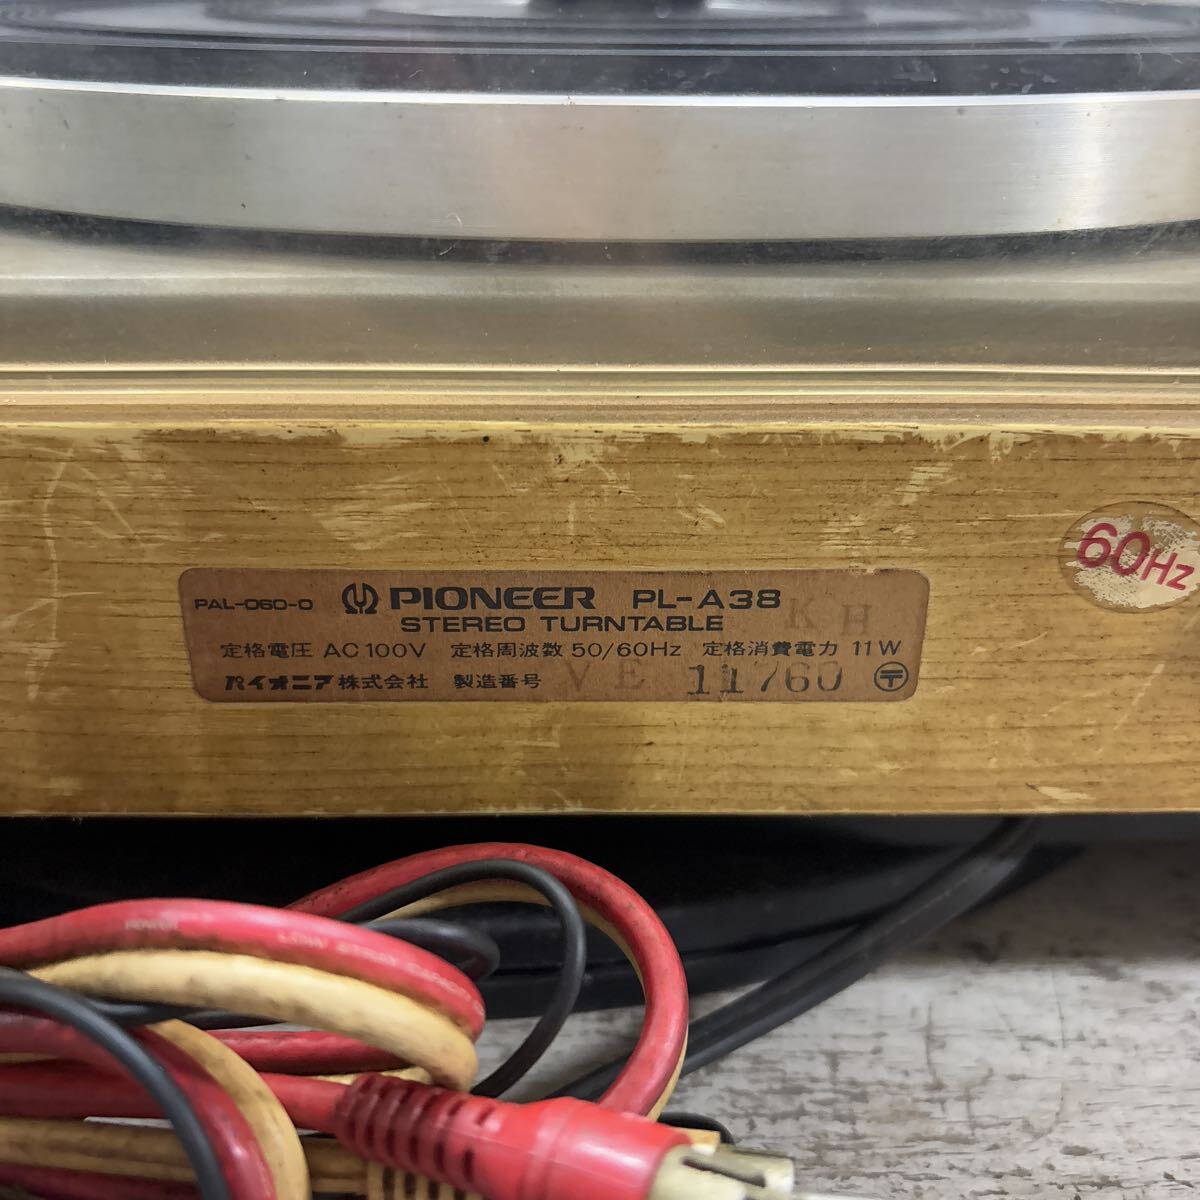 60Hz
PAL-060-0 PIONEER PL-A38
KH
STEREO TURNTABLE
定格電圧 AC100V 定格周波数 50/60Hz 定格消費電力 11W
パイオニア株式会社 製造番号 VE 11760 〒